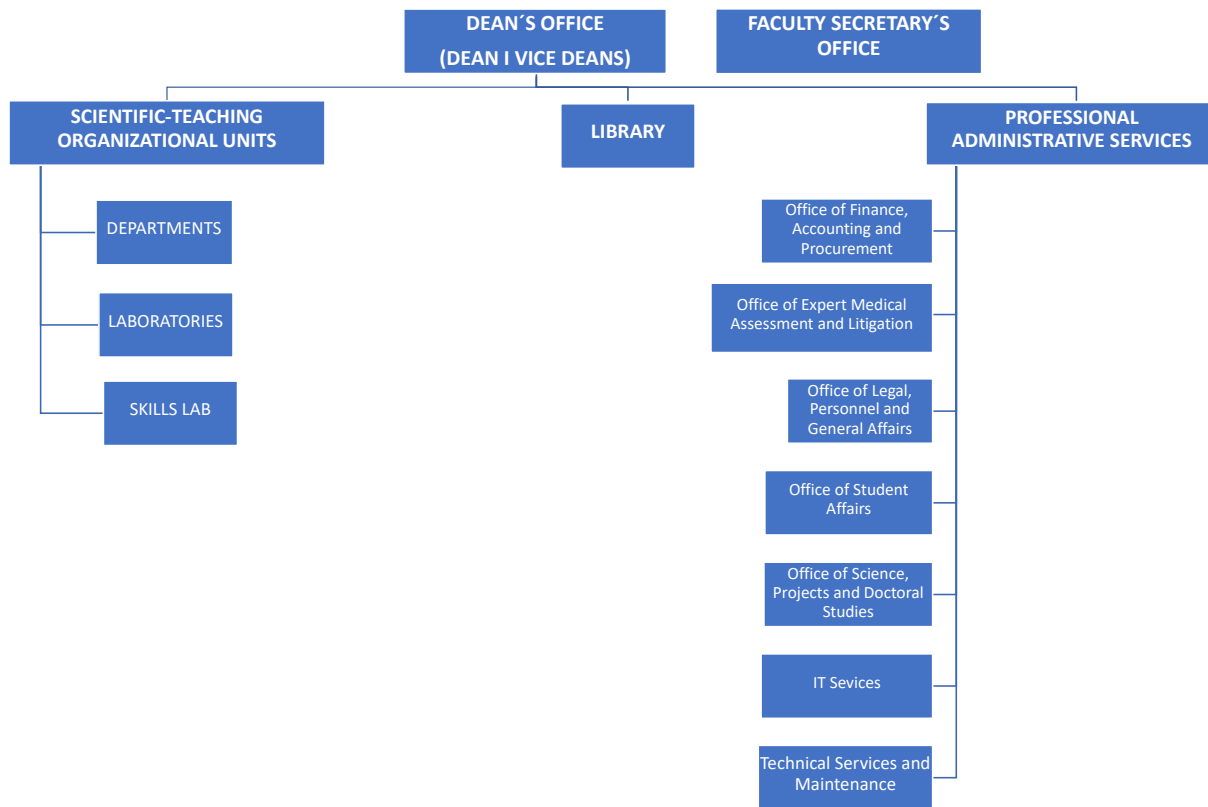 DEAN´S OFFICE
(DEAN I VICE DEANS)
FACULTY SECRETARY´S
OFFICE
SCIENTIFIC-TEACHING
ORGANIZATIONAL UNITS
LIBRARY
PROFESSIONAL
ADMINISTRATIVE SERVICES
DEPARTMENTS
LABORATORIES
SKILLS LAB
Office of Finance,
Accounting and
Procurement
Office of Expert Medical
Assessment and Litigation
Office of Legal,
Personnel and
General Affairs
Office of Student
Affairs
Office of Science,
Projects and Doctoral
Studies
IT Sevices
Technical Services and
Maintenance